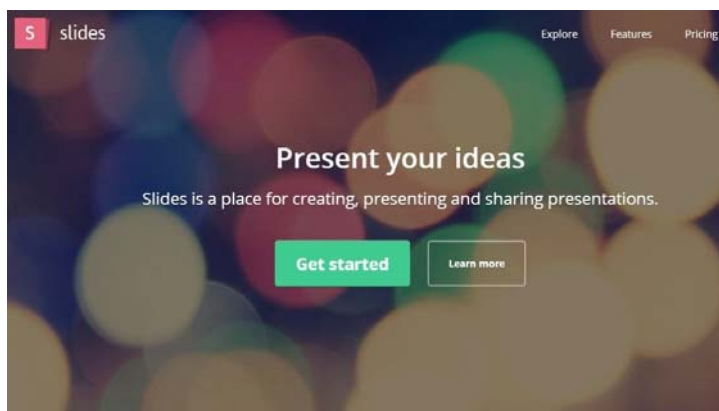 S slides
Explore Features Pricing
Present your ideas
Slides is a place for creating, presenting and sharing presentations.
Get started
Learn more